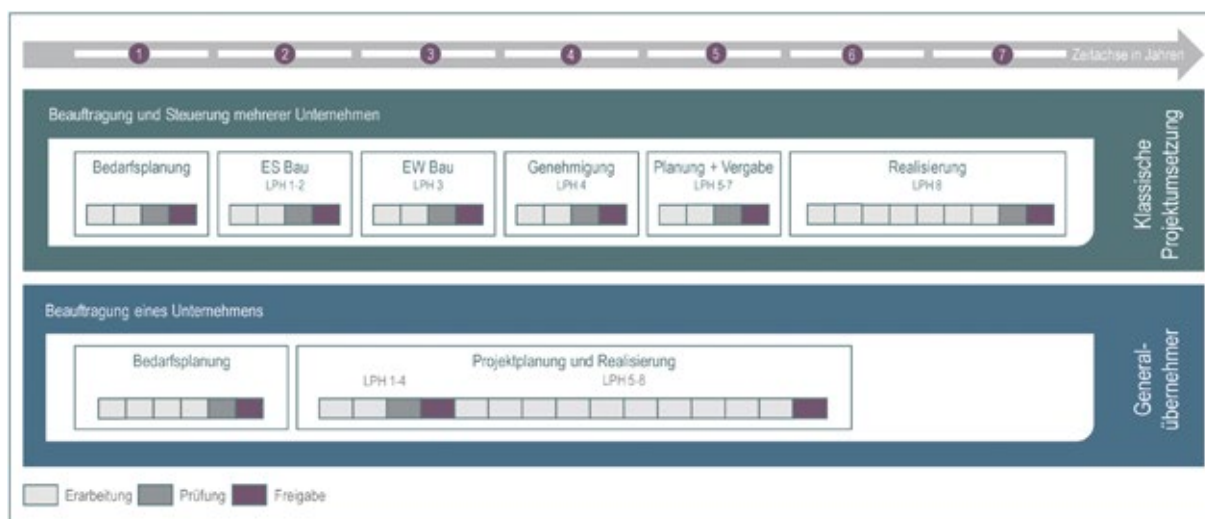 1 2 3 4 5 6 7 Zeitachse in Jahren
Beauftragung und Steuerung mehrerer Unternehmen
Bedarfsplanung
ES Bau
LPH 1-2
EW Bau
LPH 3
Genehmigung
LPH 4
Planung + Vergabe
LPH 5-7
Realisierung
LPH 8
Klassische
Projektumsetzung
Beauftragung eines Unternehmens
Bedarfsplanung
Projektplanung und Realisierung
LPH 1-4 LPH 5-8
General-
übernehmer
Erarbeitung Prüfung Freigabe